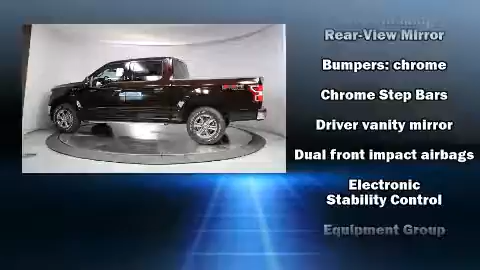 Rear-View Mirror
Bumpers: chrome
Chrome Step Bars
Driver vanity mirror
Dual front impact airbags
Electronic
Stability Control
Equipment Group